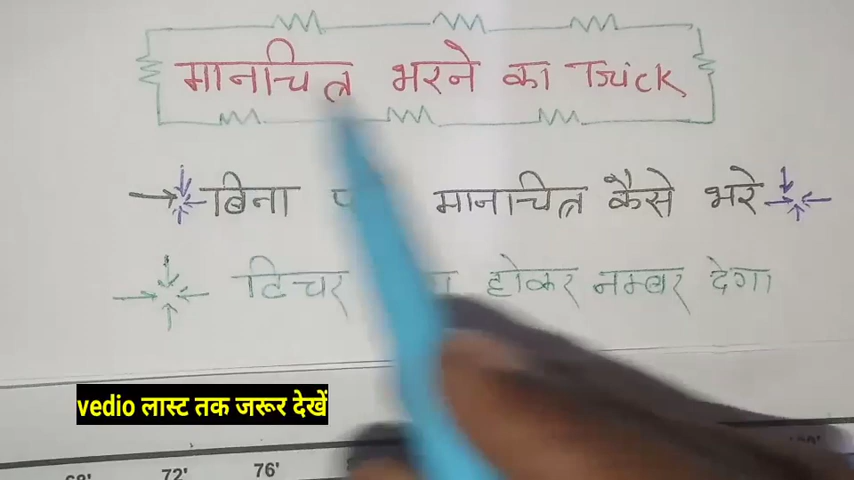 मानचित्र भरने का Trick
बिना मानचित्र कैसे भरे
टिचर होकर नम्बर देगा
vedio लास्ट तक जरूर देखें
72' 76'